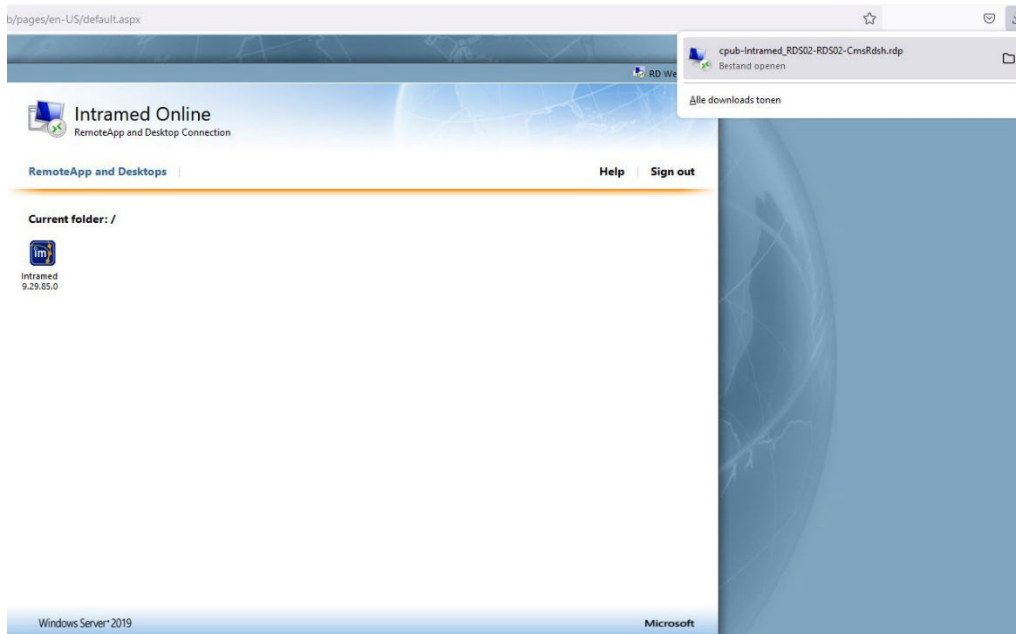 b/pages/en-US/default.aspx
cpub-Intramed_RDS02-RDS02-CmsRdsh.rdp
Bestand openen
Alle downloads tonen
RD We
Intramed Online
RemoteApp and Desktop Connection
RemoteApp and Desktops
Help
Sign out
Current folder: /
im
Intramed
9.29.85.0
Windows Server 2019
Microsoft